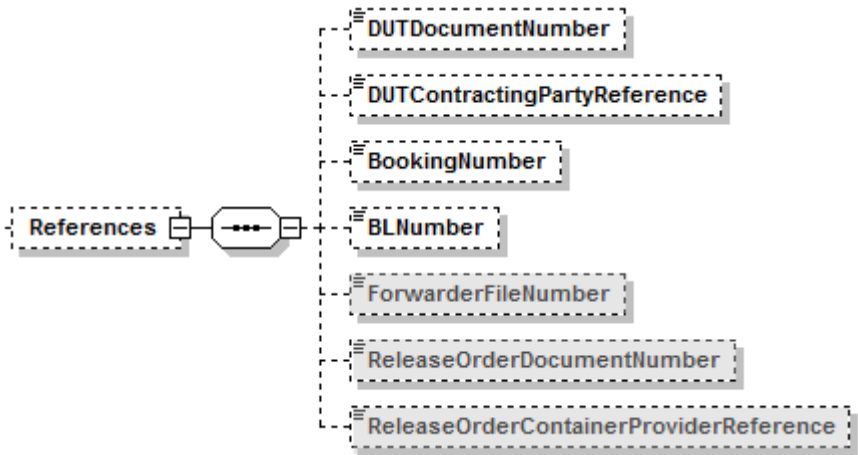 DUTDocumentNumber
DUTContractingPartyReference
BookingNumber
References
BLNumber
ForwarderFileNumber
ReleaseOrderDocumentNumber
ReleaseOrderContainerProviderReference